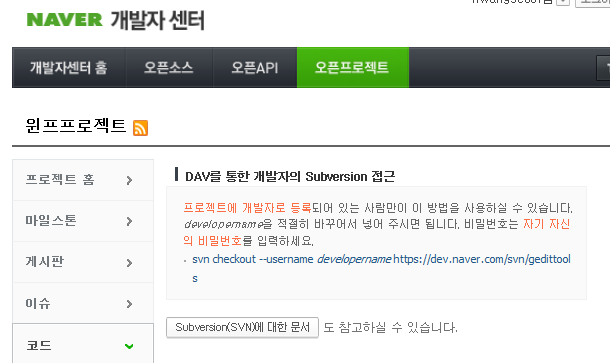 NAVER 개발자 센터
개발자센터 홈 오픈소스 오픈API 오픈프로젝트
윈프프로젝트
프로젝트 홈
마일스톤
게시판
이슈
코드
DAV를 통한 개발자의 Subversion 접근
프로젝트에 개발자로 등록되어 있는 사람만이 이 방법을 사용하실 수 있습니다.
developername을 적절히 바꾸어서 넣어 주시면 됩니다. 비밀번호는 자기 자신
의 비밀번호를 입력하세요.
svn checkout --username developername https://dev.naver.com/svn/gedittool
s
Subversion(SVN)에 대한 문서 도 참고하실 수 있습니다.